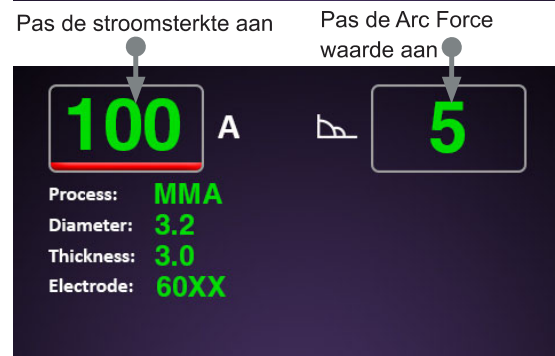 Pas de stroomsterkte aan
Pas de Arc Force
waarde aan
100 A
5
Process: MMA
Diameter: 3.2
Thickness: 3.0
Electrode: 60XX